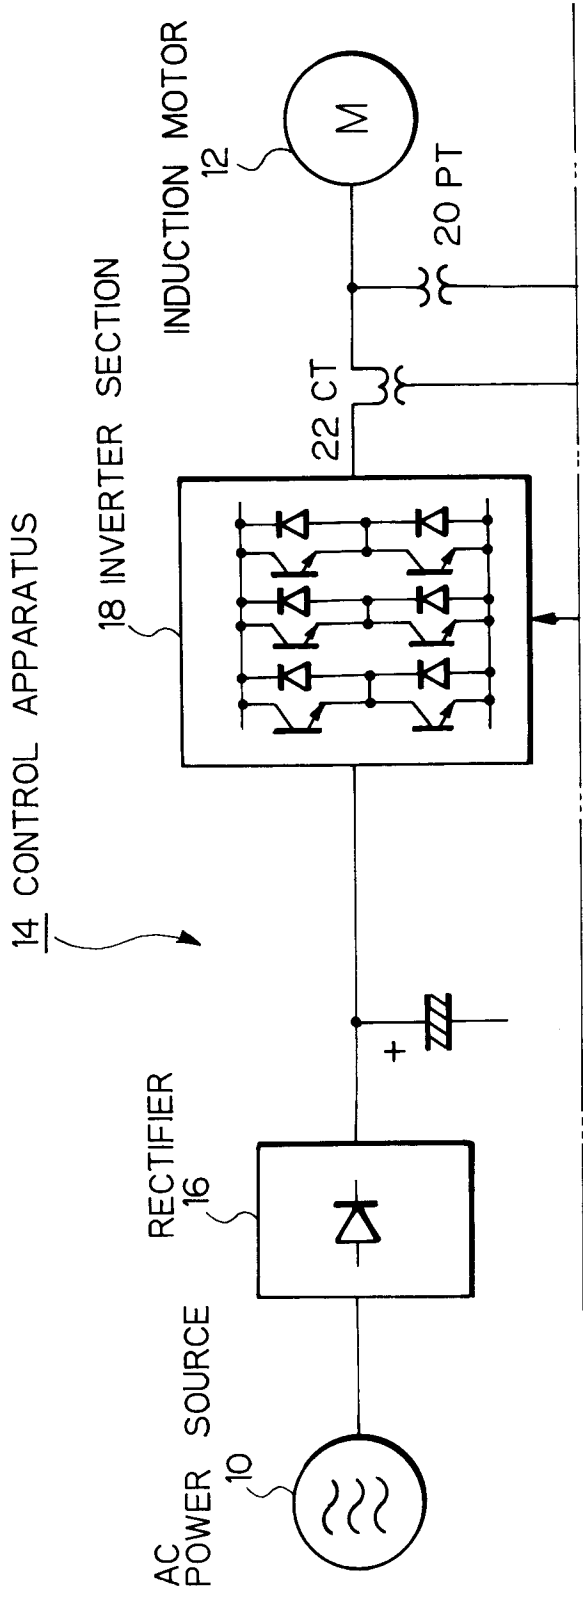 14 CONTROL APPARATUS
AC
POWER SOURCE
10
RECTIFIER
16
+
18 INVERTER SECTION
22 CT
INDUCTION MOTOR
12
M
20 PT